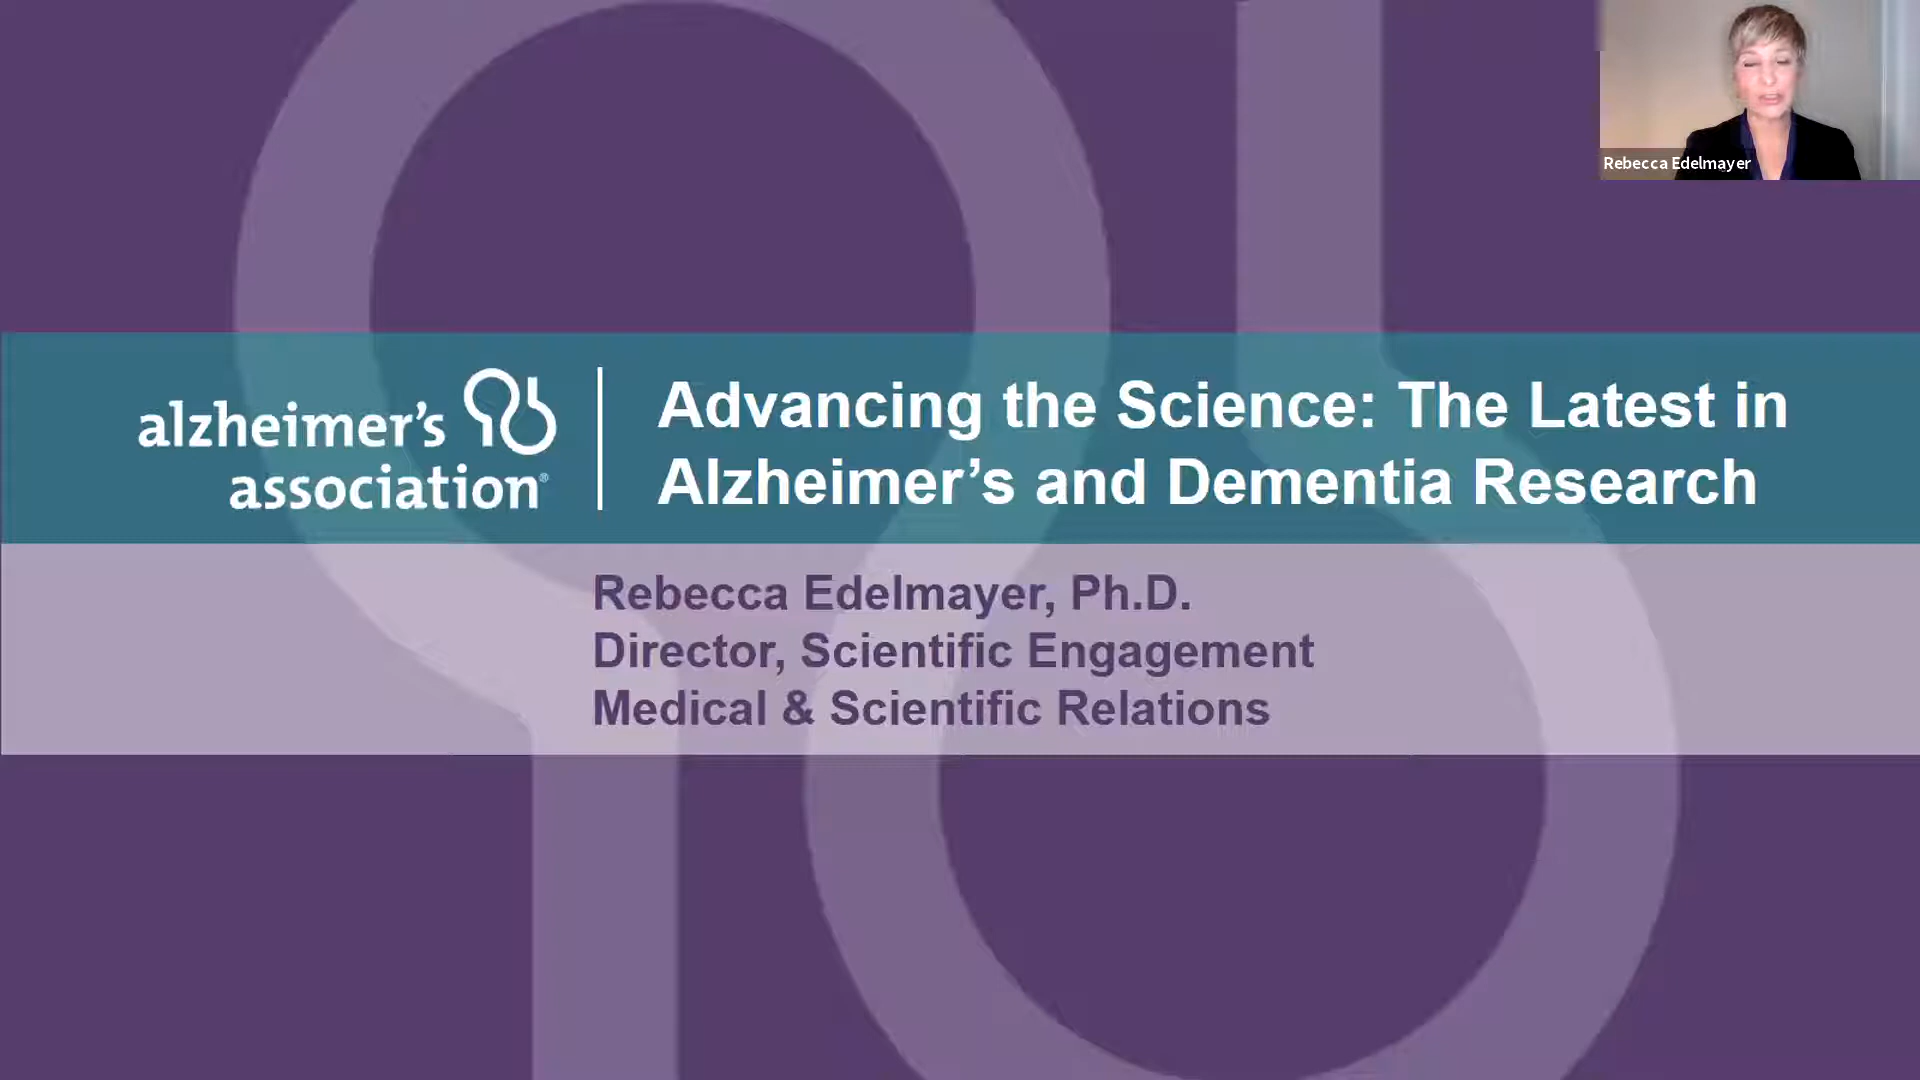 Rebecca Edelmayer
alzheimer's
association®
Advancing the Science: The Latest in
Alzheimer’s and Dementia Research
Rebecca Edelmayer, Ph.D.
Director, Scientific Engagement
Medical & Scientific Relations